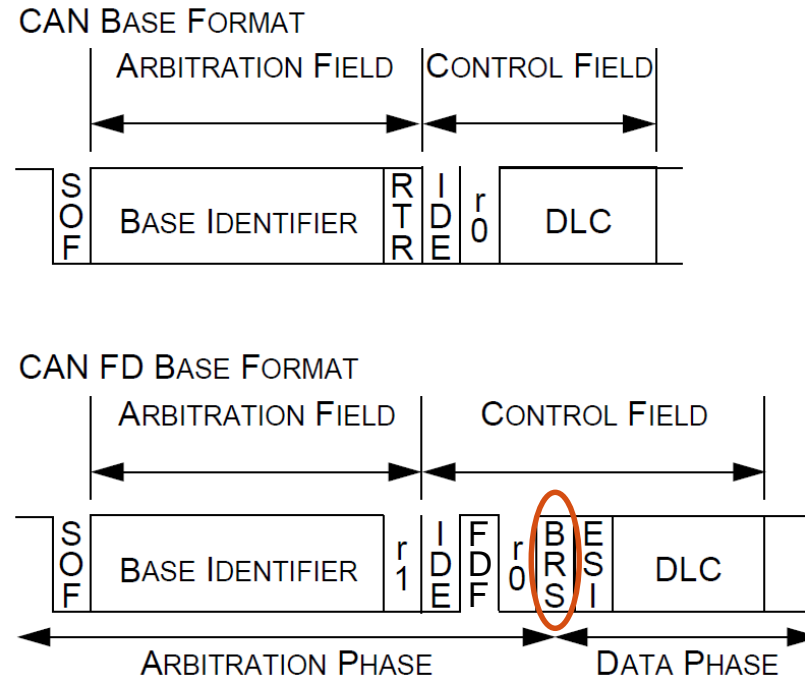 CAN BASE FORMAT
ARBITRATION FIELD CONTROL FIELD
SOF BASE IDENTIFIER RTR IDE r0 DLC
CAN FD BASE FORMAT
ARBITRATION FIELD CONTROL FIELD
SOF BASE IDENTIFIER r1 IDE FDF r0 BRS ESI DLC
ARBITRATION PHASE DATA PHASE